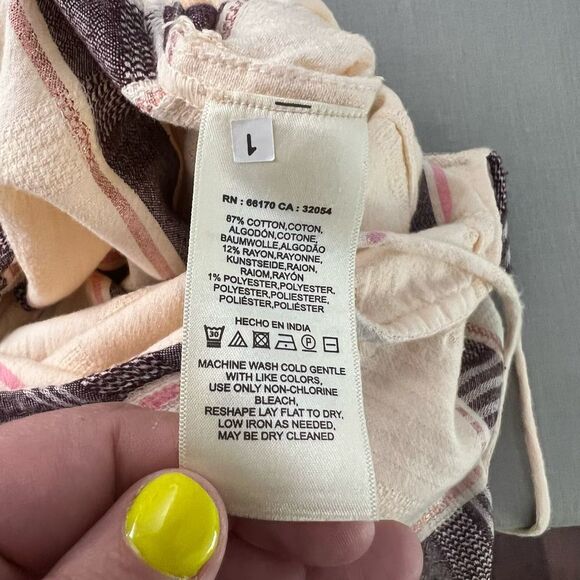 1
RN : 66170 CA : 32054
87% COTTON,COTON,
ALGODÓN,COTONE,
BAUMWOLLE,ALGODÃO
12% RAYON,RAYONNE,
KUNSTSEIDE,RAION,
RAIOM,RAYÓN
1% POLYESTER,POLYESTER,
POLYESTER,POLIESTERE,
POLIÉSTER,POLIÉSTER
HECHO EN INDIA
30 P
MACHINE WASH COLD GENTLE
WITH LIKE COLORS,
USE ONLY NON-CHLORINE
BLEACH,
RESHAPE LAY FLAT TO DRY,
LOW IRON AS NEEDED,
MAY BE DRY CLEANED